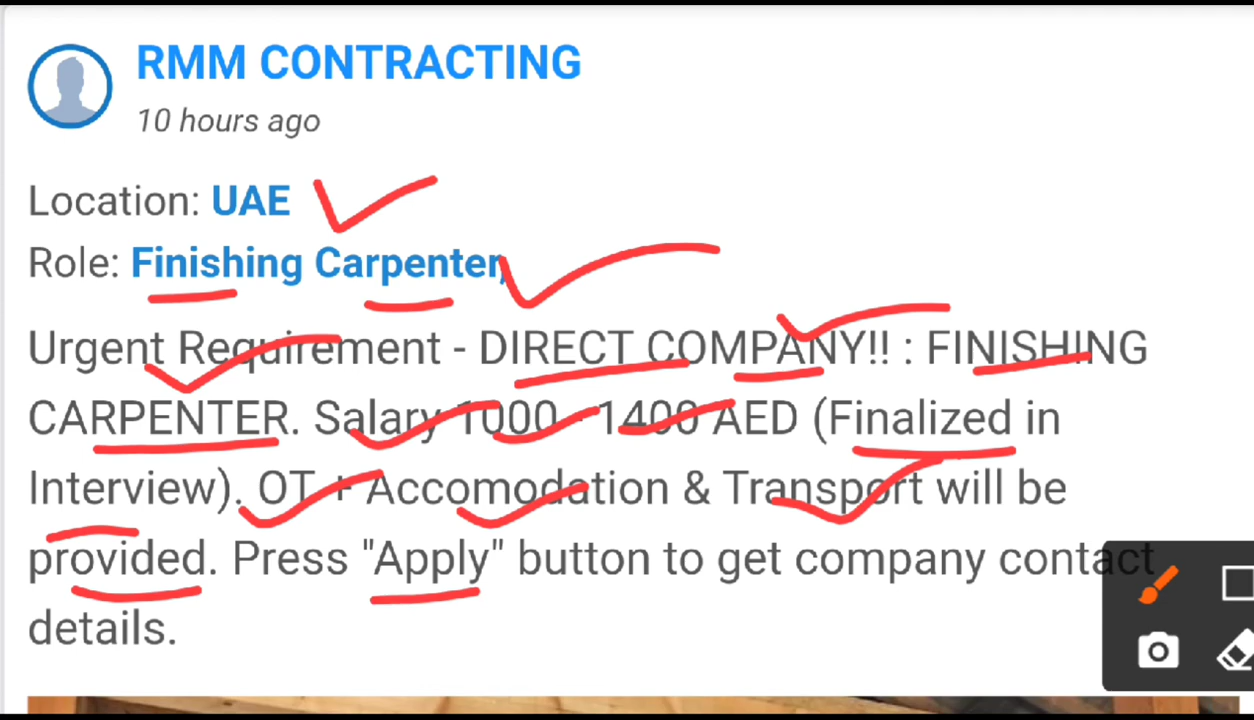 RMM CONTRACTING
10 hours ago
Location: UAE
Role: Finishing Carpenter,
Urgent Requirement - DIRECT COMPANY!! : FINISHING
CARPENTER. Salary 1000 - 1400 AED (Finalized in
Interview). OT + Accomodation & Transport will be
provided. Press "Apply" button to get company contact
details.